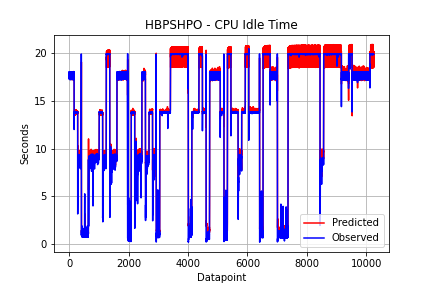 HBPSHPO - CPU Idle Time
Seconds
20
15
10
5
0
0
2000
4000
6000
8000
10000
Datapoint
Predicted
Observed